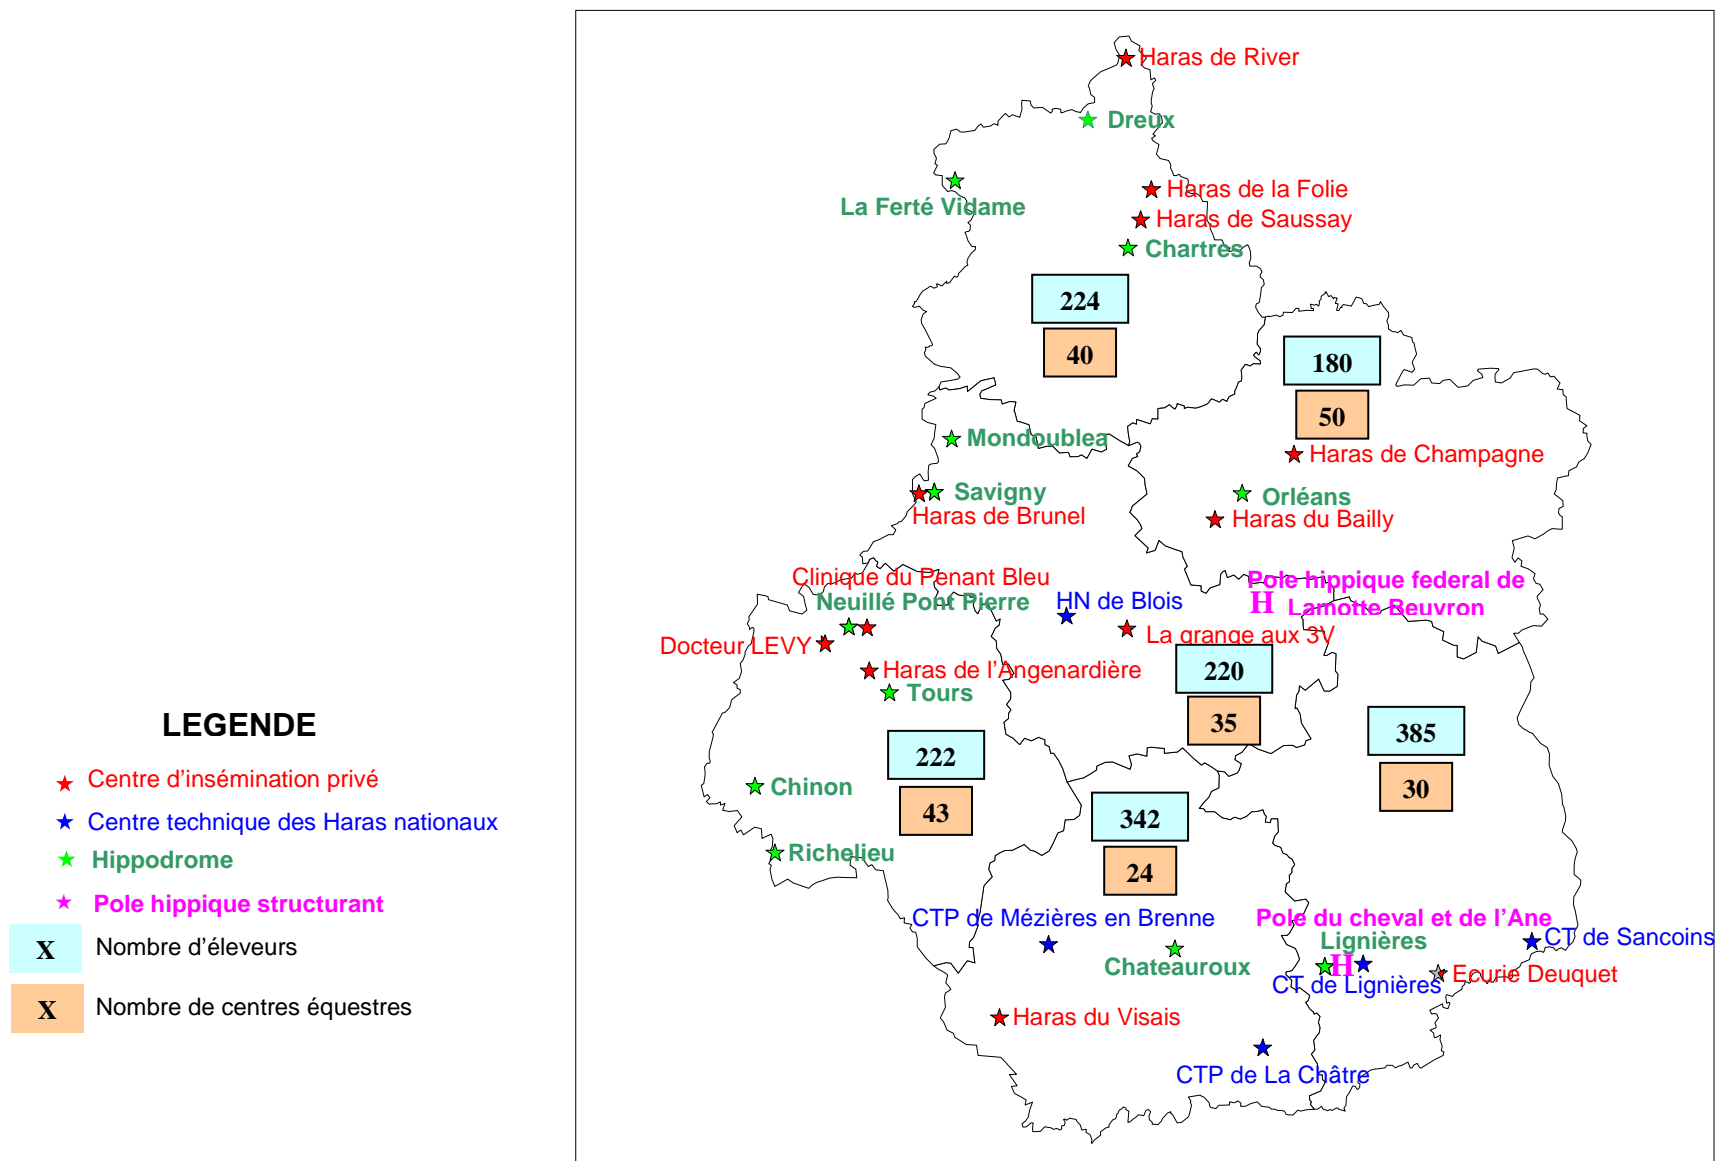 Haras de River
Dreux
Haras de la Folie
La Ferté Vidame
Haras de Saussay
Chartres
224
40
180
50
Mondoublea
Haras de Champagne
Savigny
Orléans
Haras de Brunel
Haras du Bailly
Clinique du Penant Bleu
Pole hippique federal de
H Lamotte Beuvron
Neuillé Pont Pierre
HN de Blois
La grange aux 3V
Docteur LEVY
Haras de l'Angenardière
Tours
220
35
222
43
385
30
Chinon
342
24
Richelieu
CTP de Mézières en Brenne
Chateauroux
Pole du cheval et de l'Ane
Lignières
H
CT de Sancoins
CT de Lignières
Ecurie Deuquet
Haras du Visais
CTP de La Châtre
LEGENDE
Centre d'insémination privé
Centre technique des Haras nationaux
Hippodrome
Pole hippique structurant
X Nombre d'éleveurs
X Nombre de centres équestres